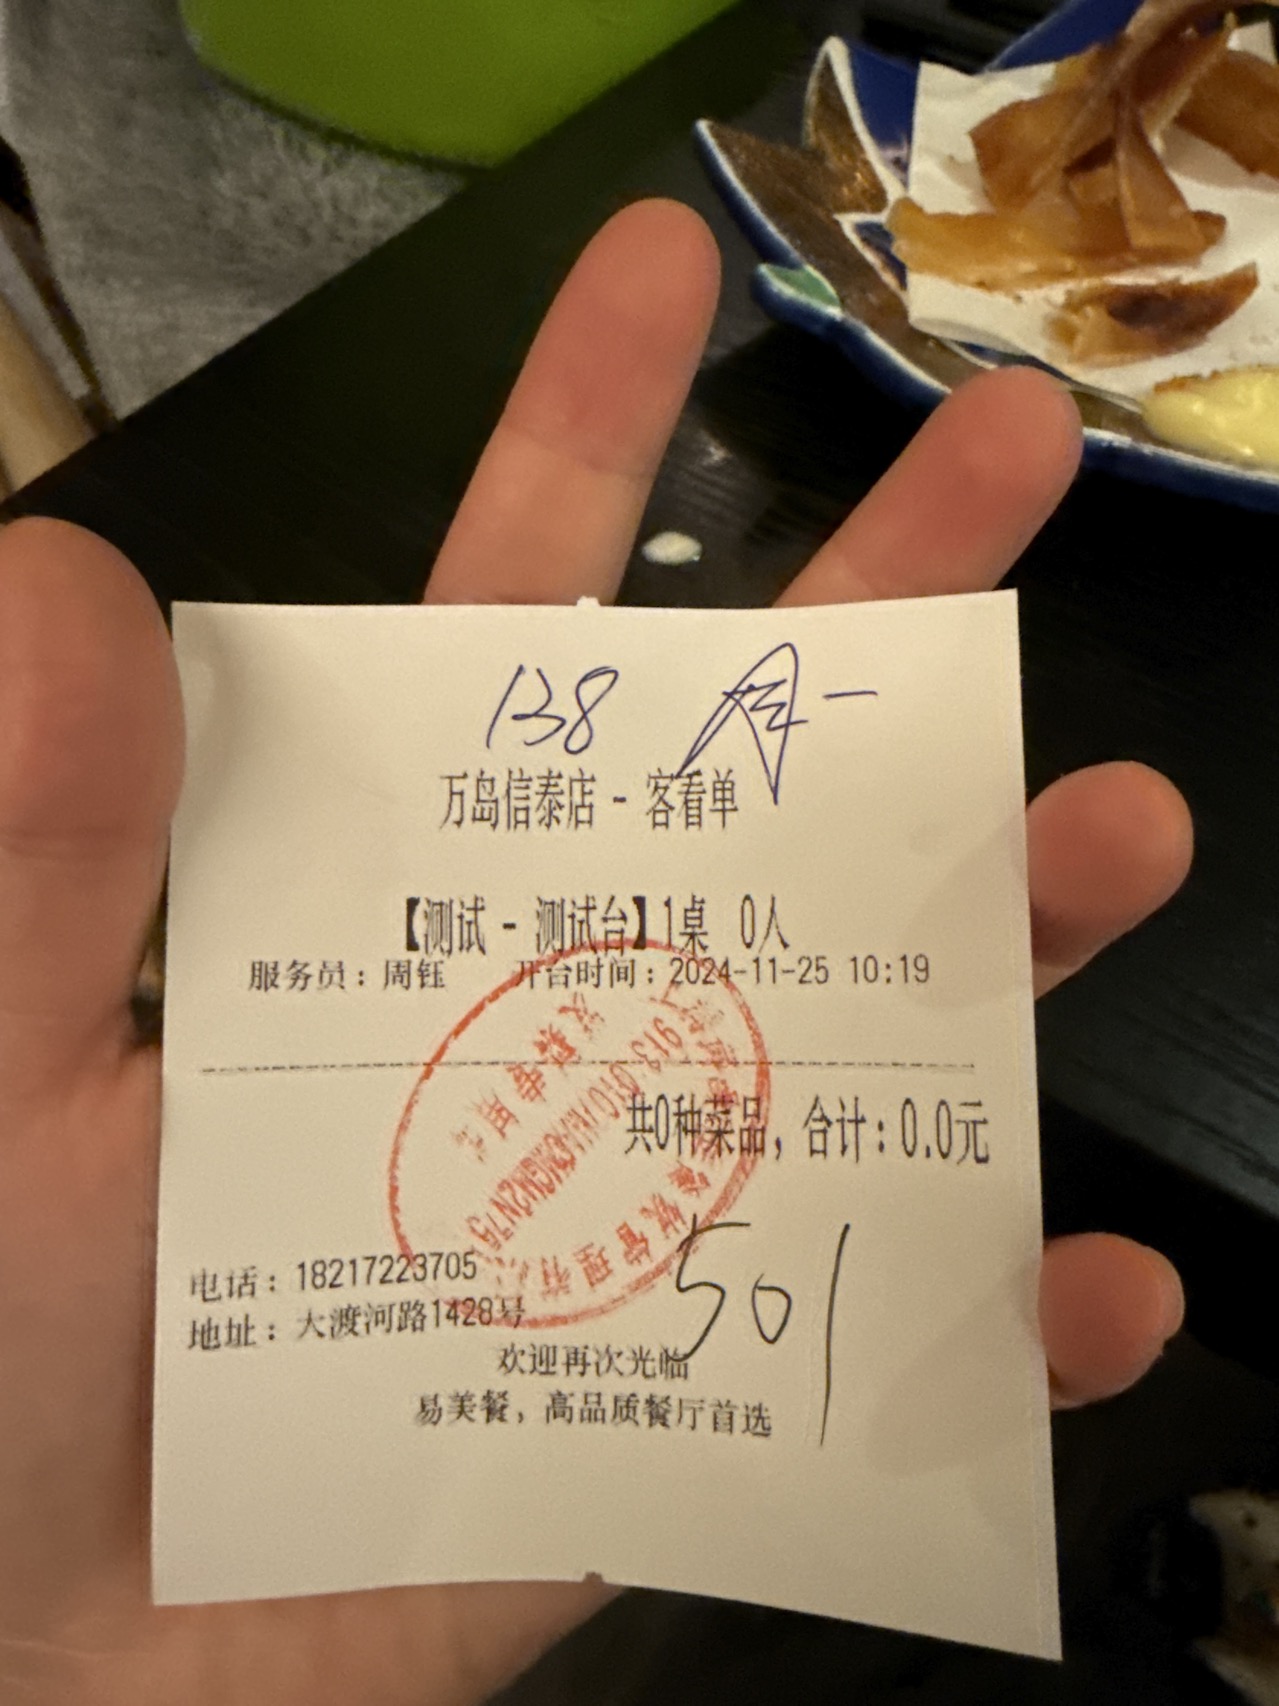 138 周一
万岛信泰店 - 客看单
【测试 - 测试台】1桌 0人
服务员：周钰 开台时间：2024-11-25 10:19
共0种菜品，合计：0.0元
501
电话：18217223705
地址：大渡河路1428号
欢迎再次光临
易美餐，高品质餐厅首选